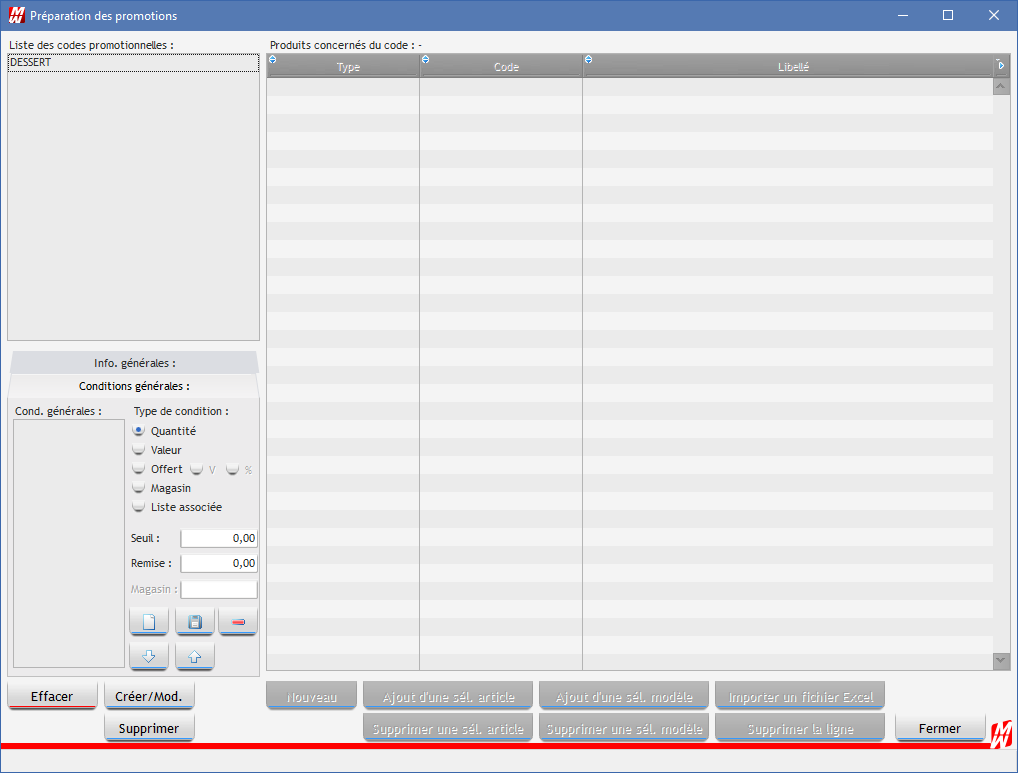 Préparation des promotions
Liste des codes promotionnelles :
DESSERT
Produits concernés du code : -
Type Code Libellé
Info. générales :
Conditions générales :
Cond. générales :
Type de condition :
Quantité
Valeur
Offert V %
Magasin
Liste associée
Seuil : 0,00
Remise : 0,00
Magasin :
Effacer Créer/Mod.
Supprimer
Nouveau Ajout d'une sél. article Ajout d'une sél. modèle Importer un fichier Excel
Supprimer une sél. article Supprimer une sél. modèle Supprimer la ligne
Fermer